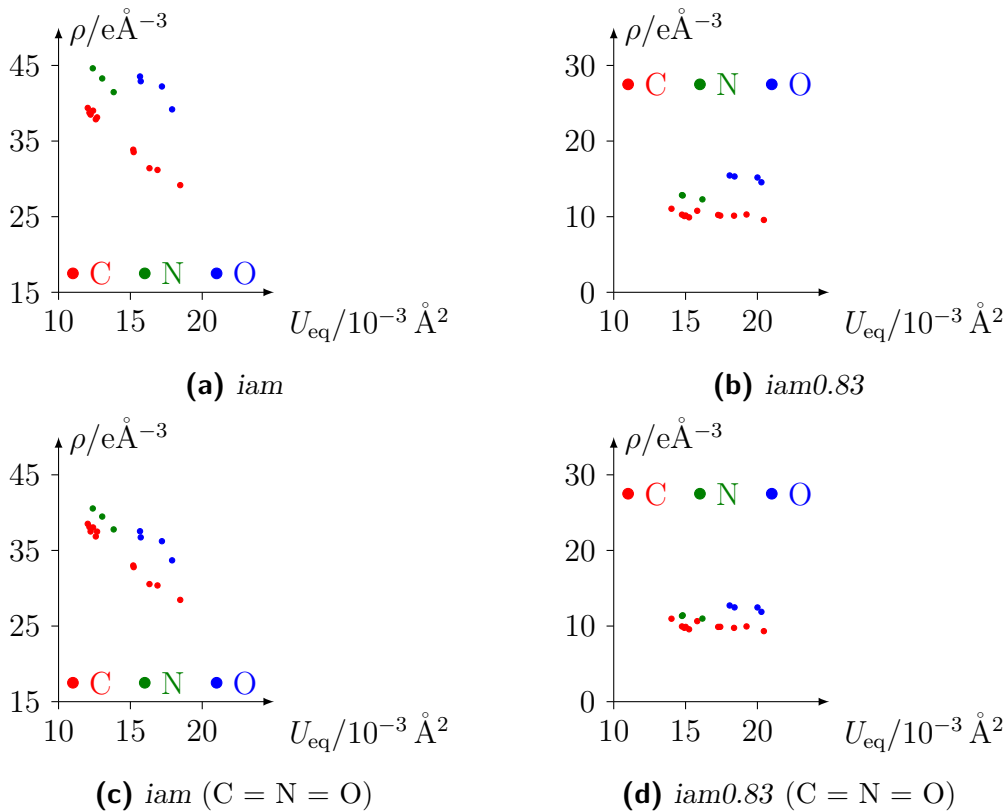 ρ/eÅ⁻³
45
35
25
15
C N O
10 15 20
U_eq/10⁻³ Å²
(a) iam
ρ/eÅ⁻³
30
20
10
0
C N O
10 15 20
U_eq/10⁻³ Å²
(b) iam0.83
ρ/eÅ⁻³
45
35
25
15
C N O
10 15 20
U_eq/10⁻³ Å²
(c) iam (C = N = O)
ρ/eÅ⁻³
30
20
10
0
C N O
10 15 20
U_eq/10⁻³ Å²
(d) iam0.83 (C = N = O)